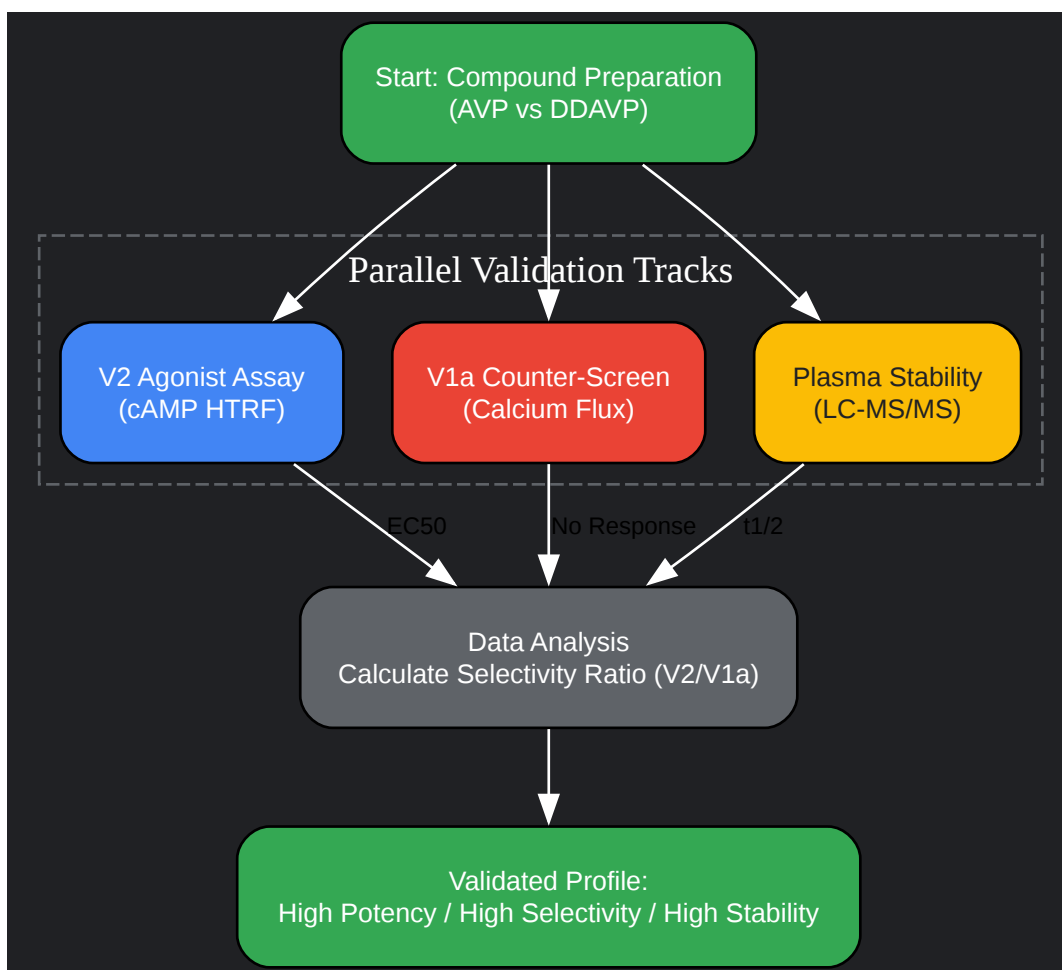 Start: Compound Preparation
(AVP vs DDAVP)
Parallel Validation Tracks
V2 Agonist Assay
(cAMP HTRF)
V1a Counter-Screen
(Calcium Flux)
Plasma Stability
(LC-MS/MS)
EC50
No Response
t1/2
Data Analysis
Calculate Selectivity Ratio (V2/V1a)
Validated Profile:
High Potency / High Selectivity / High Stability